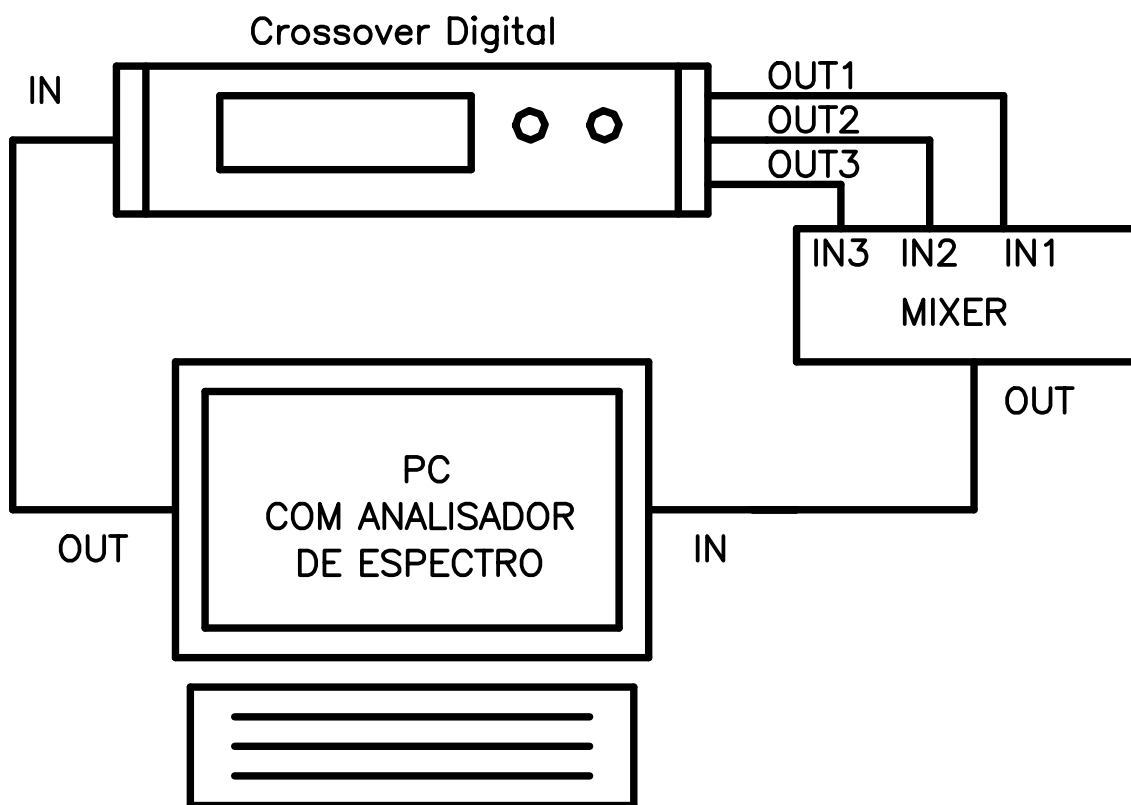 Crossover Digital
IN
OUT1
OUT2
OUT3
IN3 IN2 IN1
MIXER
OUT
PC
COM ANALISADOR
DE ESPECTRO
OUT
IN